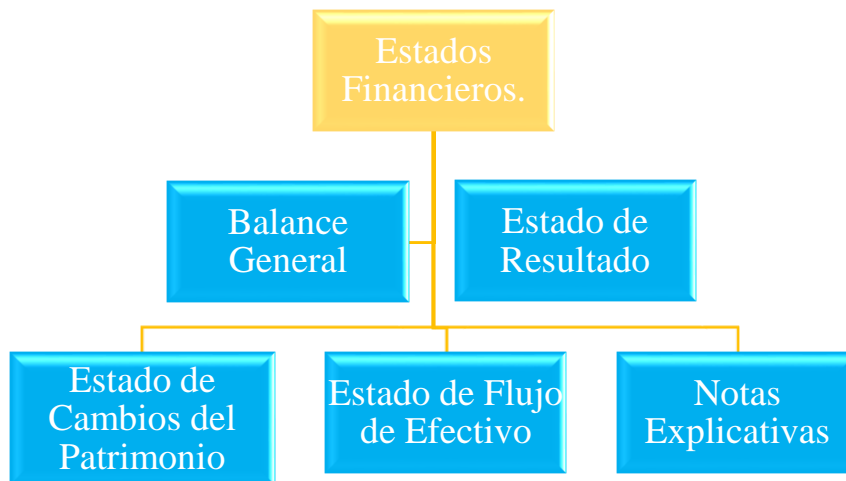 Estados
Financieros.
Balance
General
Estado de
Resultado
Estado de
Cambios del
Patrimonio
Estado de Flujo
de Efectivo
Notas
Explicativas